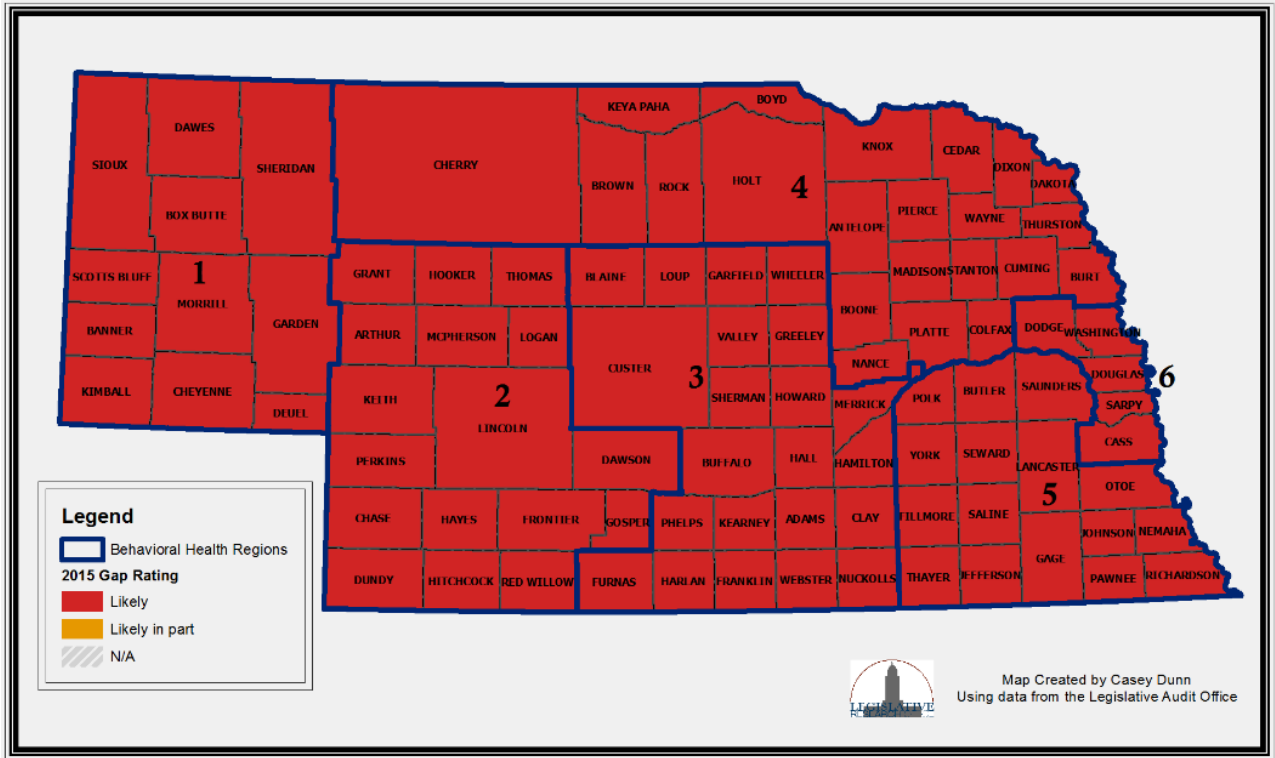 KEYA PAHA
BOYD
DAWES
KNOX
CEDAR
SIOUX
SHERIDAN
CHERRY
DIXON
BROWN
ROCK
HOLT
4
DAKOTA
BOX BUTTE
PIERCE
WAYNE
ANTELOPE
THURSTON
SCOTTS BLUFF
1
GRANT
HOOKER
THOMAS
BLAINE
LOUP
GARFIELD
WHEELER
MADISON
STANTON
CUMING
BURT
MORRILL
BANNER
GARDEN
BOONE
ARTHUR
MCPHERSON
LOGAN
VALLEY
GREELEY
PLATTE
COLFAX
DODGE
WASHINGTON
NANCE
CUSTER
3
DOUGLAS
6
KIMBALL
CHEYENNE
KEITH
2
SHERMAN
HOWARD
MERRICK
POLK
BUTLER
SAUNDERS
SARPY
DEUEL
LINCOLN
CASS
PERKINS
DAWSON
BUFFALO
HALL
HAMILTON
YORK
SEWARD
LANCASTER
5
OTOE
CHASE
HAYES
FRONTIER
GOSPER
PHELPS
KEARNEY
ADAMS
CLAY
FILLMORE
SALINE
JOHNSON
NEMAHA
GAGE
DUNDY
HITCHCOCK
RED WILLOW
FURNAS
HARLAN
FRANKLIN
WEBSTER
NUCKOLLS
THAYER
JEFFERSON
PAWNEE
RICHARDSON
Legend
Behavioral Health Regions
2015 Gap Rating
Likely
Likely in part
N/A
LEGISLATIVE
Map Created by Casey Dunn
Using data from the Legislative Audit Office